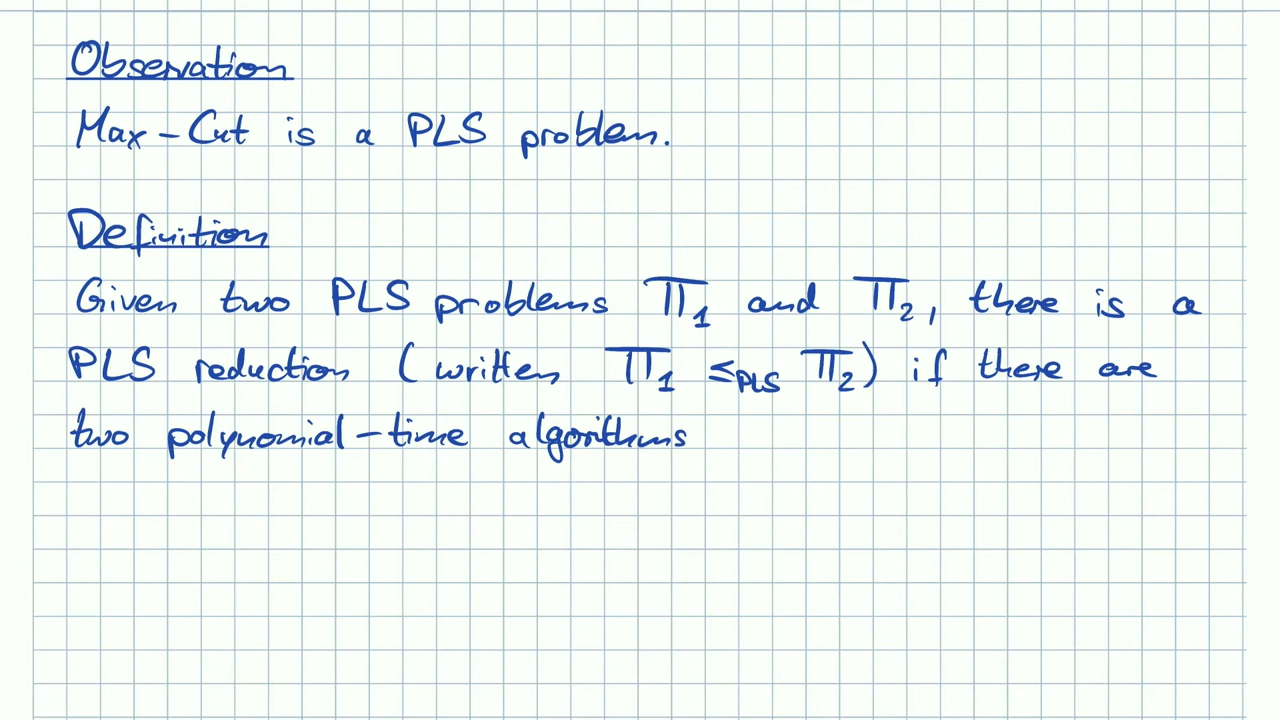 Observation
Max-Cut is a PLS problem.
Definition
Given two PLS problems Π₁ and Π₂, there is a
PLS reduction (written Π₁ ≤PLS Π₂) if there are
two polynomial-time algorithms